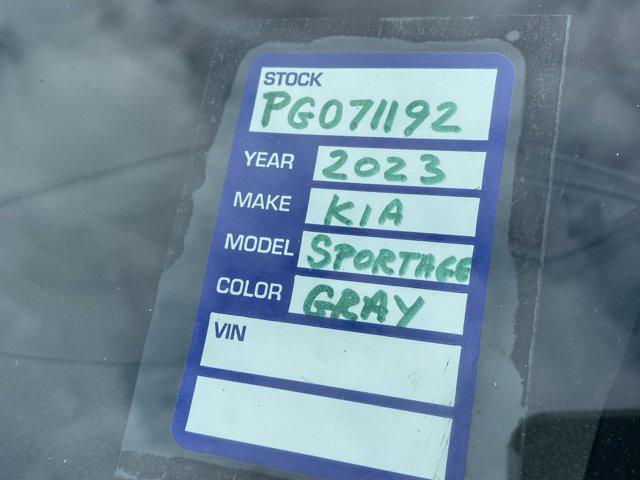 STOCK
PG071192
YEAR 2023
MAKE KIA
MODEL SPORTAGE
COLOR GRAY
VIN